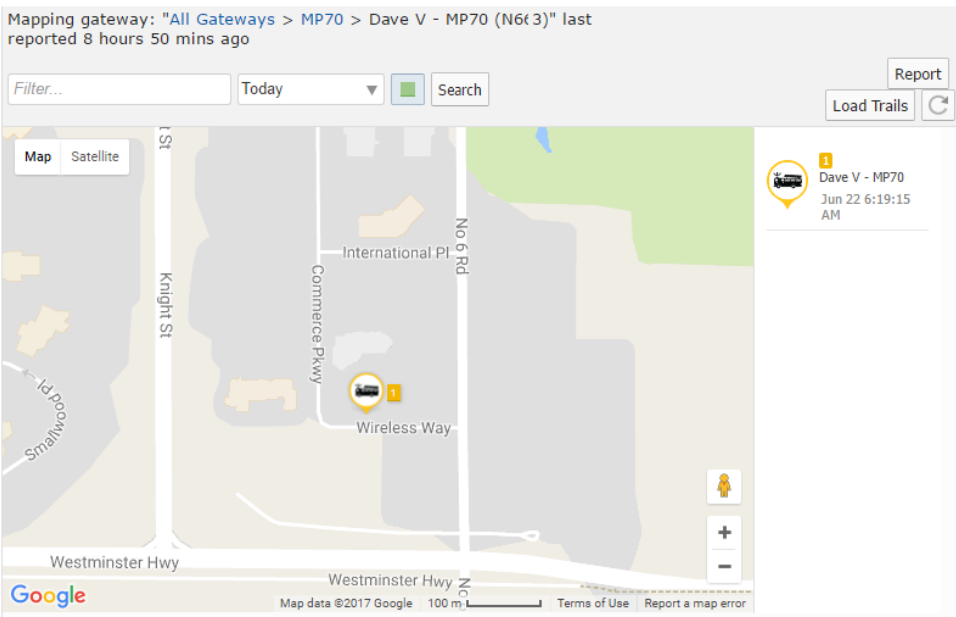 Mapping gateway: "All Gateways > MP70 > Dave V - MP70 (N6 3)" last
reported 8 hours 50 mins ago
Report
Filter...
Today
Search
Load Trails
Map
Satellite
t St
1
Dave V - MP70
Jun 22 6:19:15
AM
No 6 Rd
International Pl
Knight St
Commerce Pkwy
Smallwood Pl
1
Wireless Way
Westminster Hwy
Westminster Hwy
No
Google
Map data ©2017 Google
100 m
Terms of Use
Report a map error